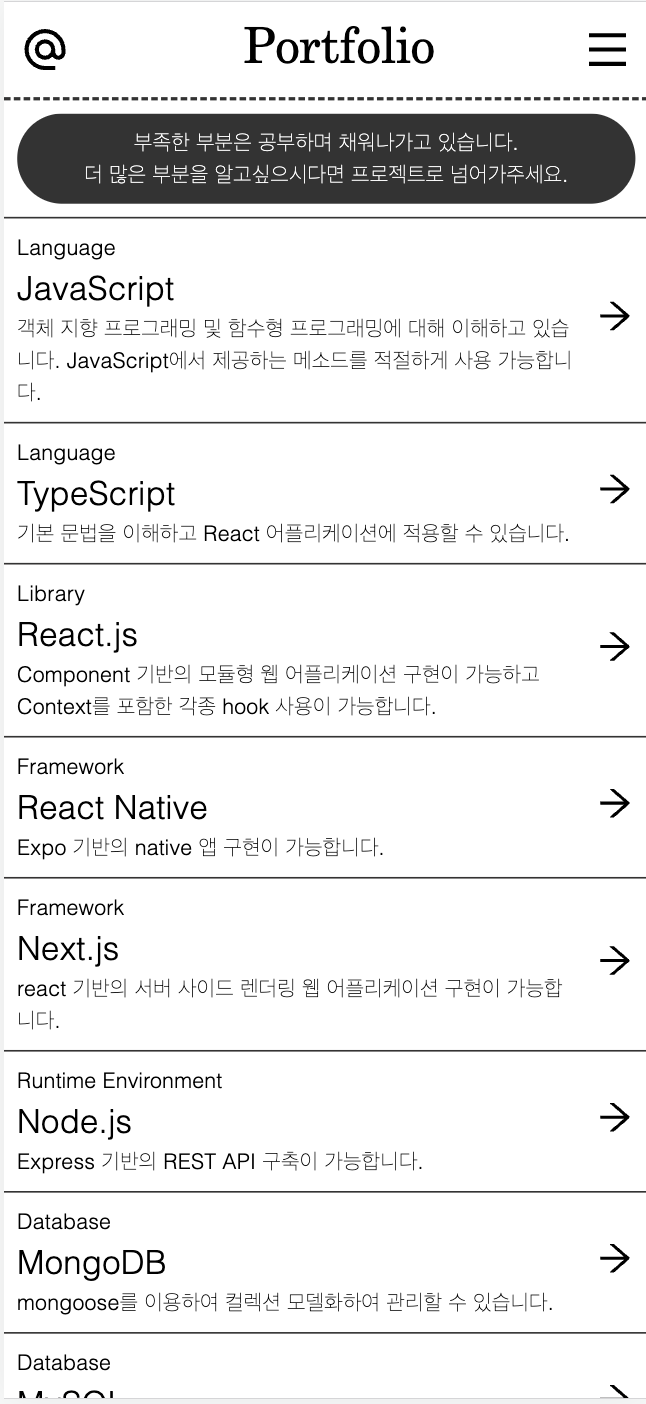 @ Portfolio
부족한 부분은 공부하며 채워나가고 있습니다.
더 많은 부분을 알고싶으시다면 프로젝트로 넘어가주세요.
Language
JavaScript
객체 지향 프로그래밍 및 함수형 프로그래밍에 대해 이해하고 있습
니다. JavaScript에서 제공하는 메소드를 적절하게 사용 가능합니
다.
Language
TypeScript
기본 문법을 이해하고 React 어플리케이션에 적용할 수 있습니다.
Library
React.js
Component 기반의 모듈형 웹 어플리케이션 구현이 가능하고
Context를 포함한 각종 hook 사용이 가능합니다.
Framework
React Native
Expo 기반의 native 앱 구현이 가능합니다.
Framework
Next.js
react 기반의 서버 사이드 렌더링 웹 어플리케이션 구현이 가능합
니다.
Runtime Environment
Node.js
Express 기반의 REST API 구축이 가능합니다.
Database
MongoDB
mongoose를 이용하여 컬렉션 모델화하여 관리할 수 있습니다.
Database
MySQL